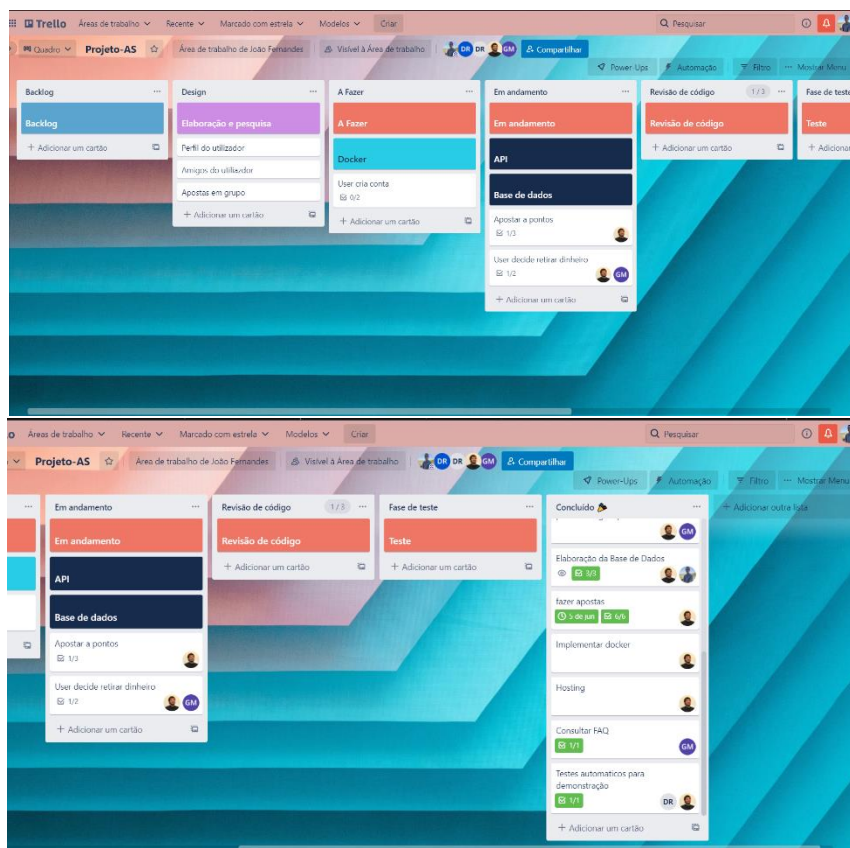 Trello Áreas de trabalho Recente Marcado com estrela Modelos Criar Pesquisar
Quadro Projeto-AS Área de trabalho de João Fernandes Visível à Área de trabalho DR DR GM Compartilhar
Power-Ups Automação Filtro Mostrar Menu
Backlog
Backlog
+ Adicionar um cartão
Design
Elaboração e pesquisa
Perfil do utilizador
Amigos do utilizador
Apostas em grupo
+ Adicionar um cartão
A Fazer
A Fazer
Docker
User cria conta
0/2
+ Adicionar um cartão
Em andamento
Em andamento
API
Base de dados
Apostar a pontos
1/3
User decide retirar dinheiro
1/2 GM
+ Adicionar um cartão
Revisão de código 1/3
Revisão de código
+ Adicionar um cartão
Fase de teste
Teste
+ Adicionar
Áreas de trabalho Recente Marcado com estrela Modelos Criar Pesquisar
Projeto-AS Área de trabalho de João Fernandes Visível à Área de trabalho DR DR GM Compartilhar
Power-Ups Automação Filtro Mostrar Menu
Em andamento
Em andamento
API
Base de dados
Apostar a pontos
1/3
User decide retirar dinheiro
1/2 GM
+ Adicionar um cartão
Revisão de código 1/3
Revisão de código
+ Adicionar um cartão
Fase de teste
Teste
+ Adicionar um cartão
Concluído
GM
Elaboração da Base de Dados
3/3
fazer apostas
5 de jun 6/6
Implementar docker
Hosting
Consultar FAQ
1/1 GM
Testes automaticos para
demonstração
1/1 DR
+ Adicionar um cartão
+ Adicionar outra lista